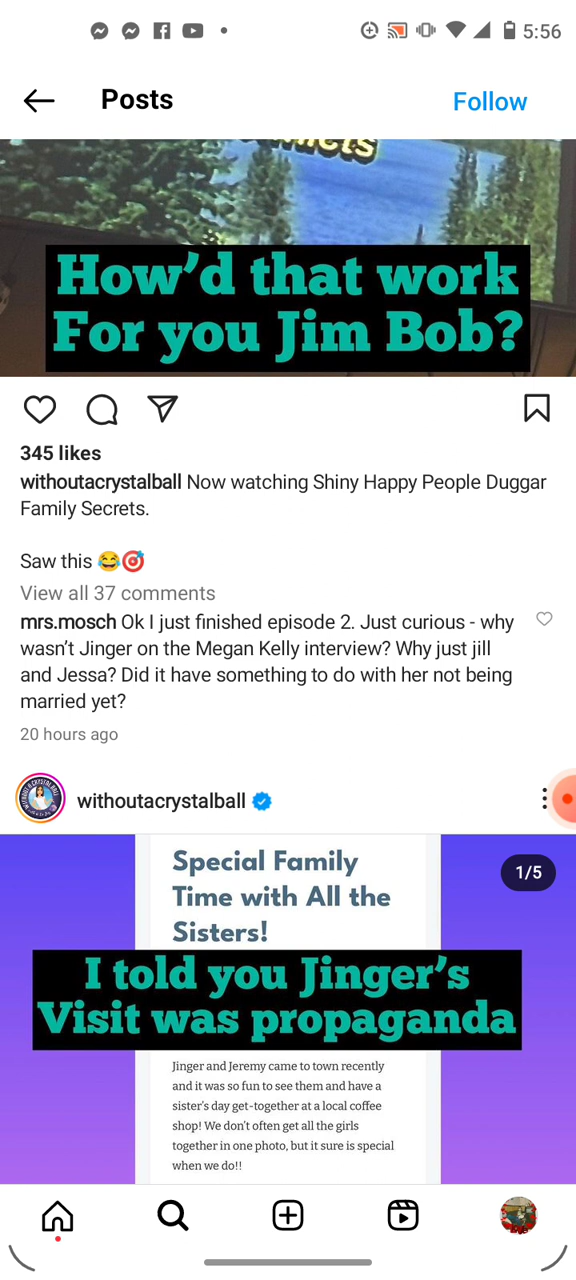 5:56
Posts
Follow
How'd that work
For you Jim Bob?
345 likes
withoutacrystalball Now watching Shiny Happy People Duggar
Family Secrets.
Saw this 😂🎯
View all 37 comments
mrs.mosch Ok I just finished episode 2. Just curious - why
wasn't Jinger on the Megan Kelly interview? Why just jill
and Jessa? Did it have something to do with her not being
married yet?
20 hours ago
withoutacrystalball
1/5
Special Family
Time with All the
Sisters!
I told you Jinger's
Visit was propaganda
Jinger and Jeremy came to town recently
and it was so fun to see them and have a
sister's day get-together at a local coffee
shop! We don't often get all the girls
together in one photo, but it sure is special
when we do!!